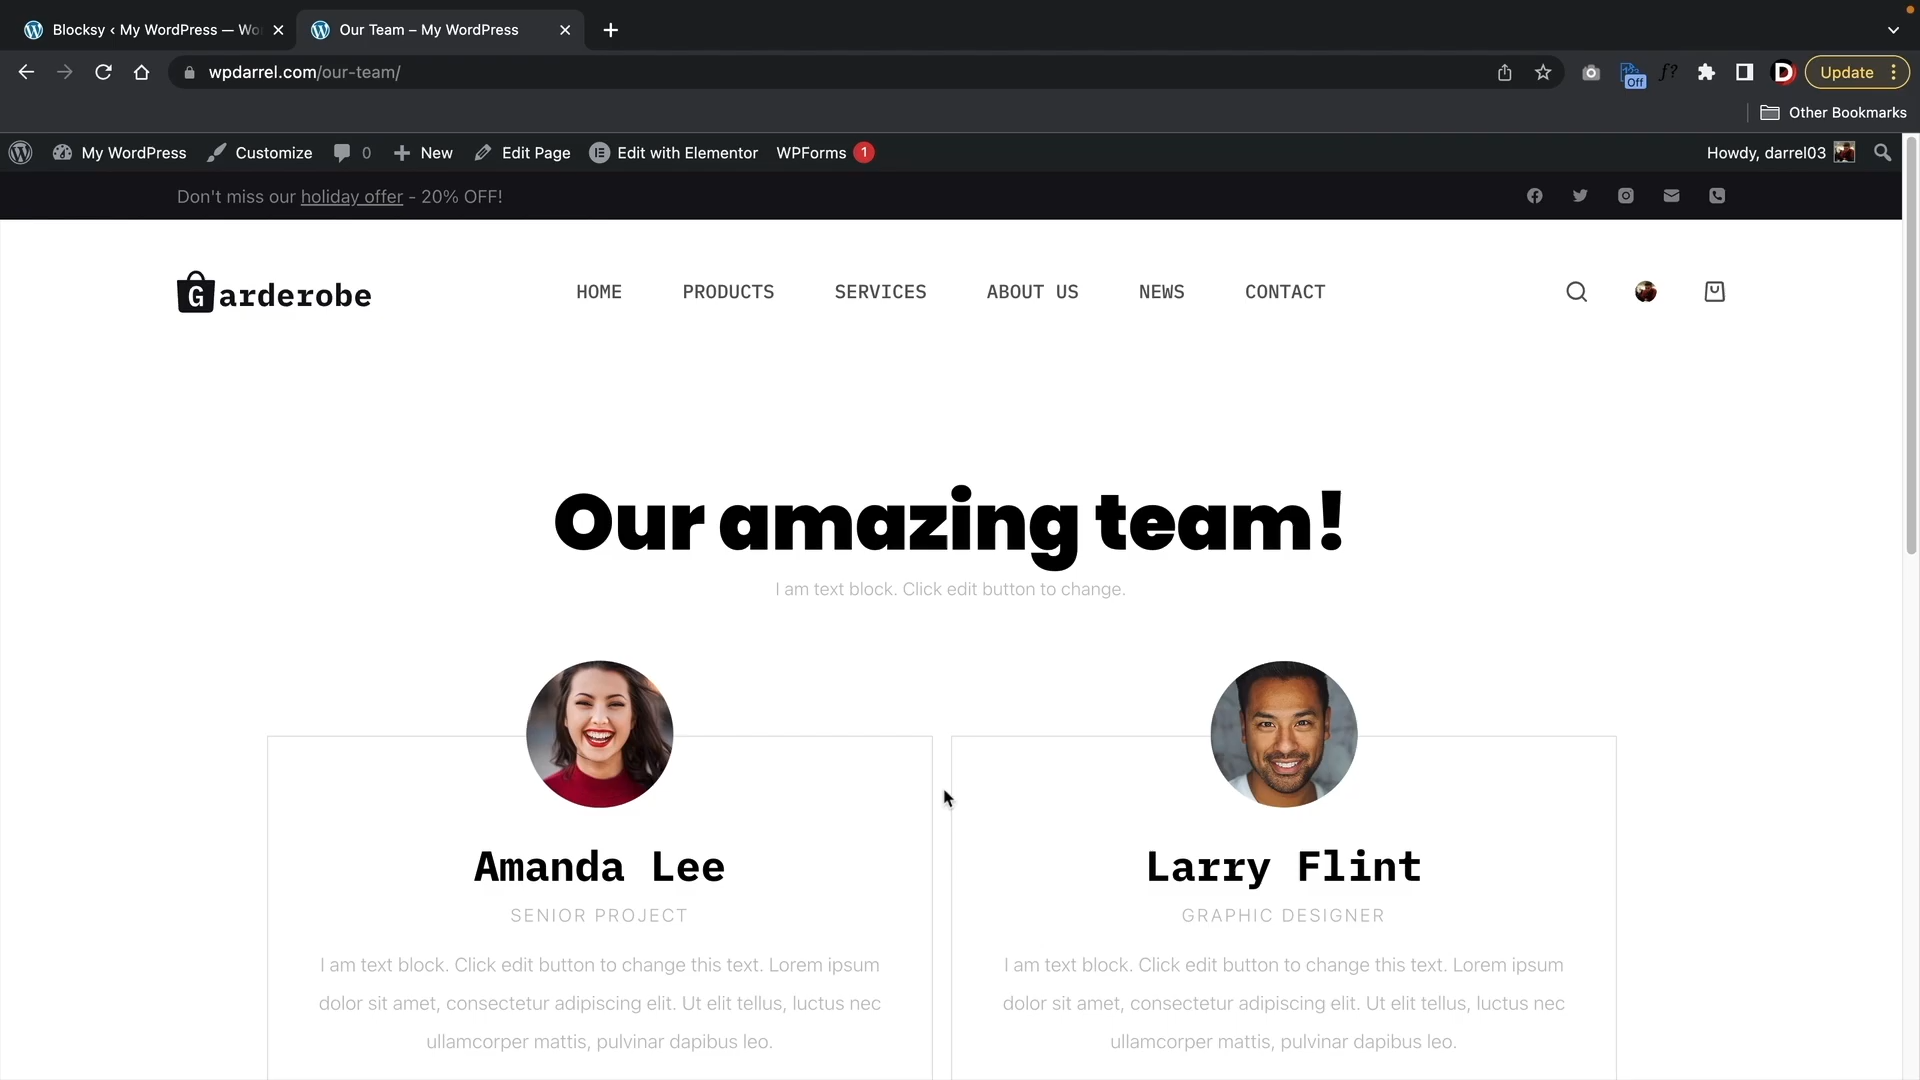 Blocksy ‹ My WordPress — Wo
Our Team – My WordPress
wpdarrel.com/our-team/
Off
f?
D
Update
Other Bookmarks
My WordPress
Customize
0
New
Edit Page
Edit with Elementor
WPForms 1
Howdy, darrel03
Don't miss our holiday offer - 20% OFF!
Garderobe
HOME
PRODUCTS
SERVICES
ABOUT US
NEWS
CONTACT
Our amazing team!
I am text block. Click edit button to change.
Amanda Lee
SENIOR PROJECT
I am text block. Click edit button to change this text. Lorem ipsum
dolor sit amet, consectetur adipiscing elit. Ut elit tellus, luctus nec
ullamcorper mattis, pulvinar dapibus leo.
Larry Flint
GRAPHIC DESIGNER
I am text block. Click edit button to change this text. Lorem ipsum
dolor sit amet, consectetur adipiscing elit. Ut elit tellus, luctus nec
ullamcorper mattis, pulvinar dapibus leo.